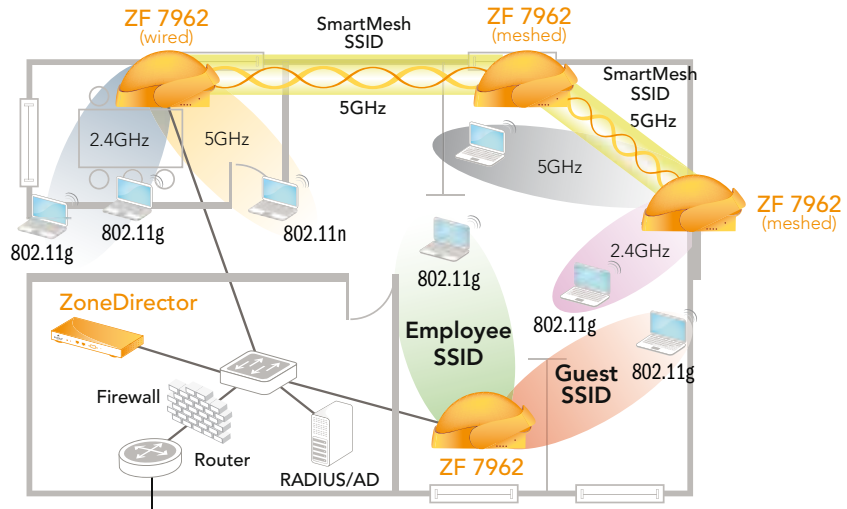 ZF 7962
(wired)
SmartMesh
SSID
5GHz
ZF 7962
(meshed)
SmartMesh
SSID
5GHz
2.4GHz
5GHz
5GHz
ZF 7962
(meshed)
802.11g
802.11g
802.11n
2.4GHz
802.11g
802.11g
802.11g
Employee
SSID
Guest
SSID
ZF 7962
ZoneDirector
Firewall
Router
RADIUS/AD